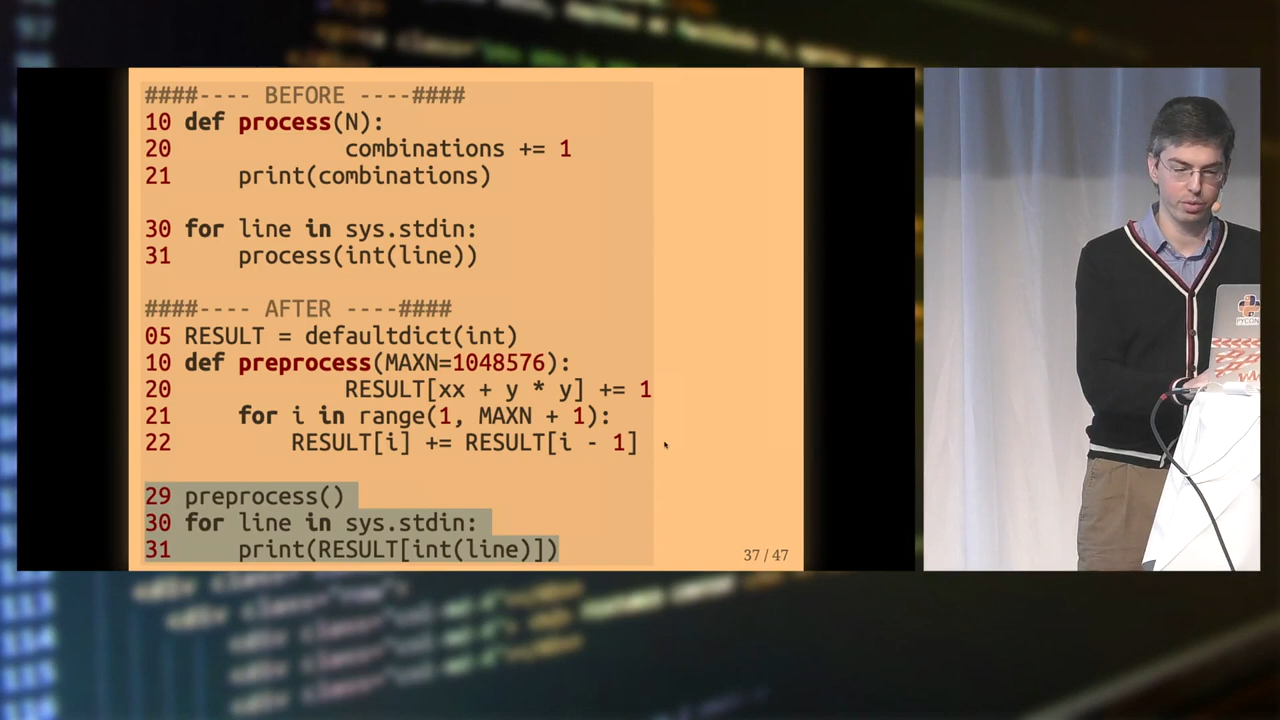 ####---- BEFORE ----####
10 def process(N):
20             combinations += 1
21     print(combinations)
30 for line in sys.stdin:
31     process(int(line))
####---- AFTER ----####
05 RESULT = defaultdict(int)
10 def preprocess(MAXN=1048576):
20             RESULT[xx + y * y] += 1
21     for i in range(1, MAXN + 1):
22         RESULT[i] += RESULT[i - 1]
29 preprocess()
30 for line in sys.stdin:
31     print(RESULT[int(line)])
37 / 47
PYCON